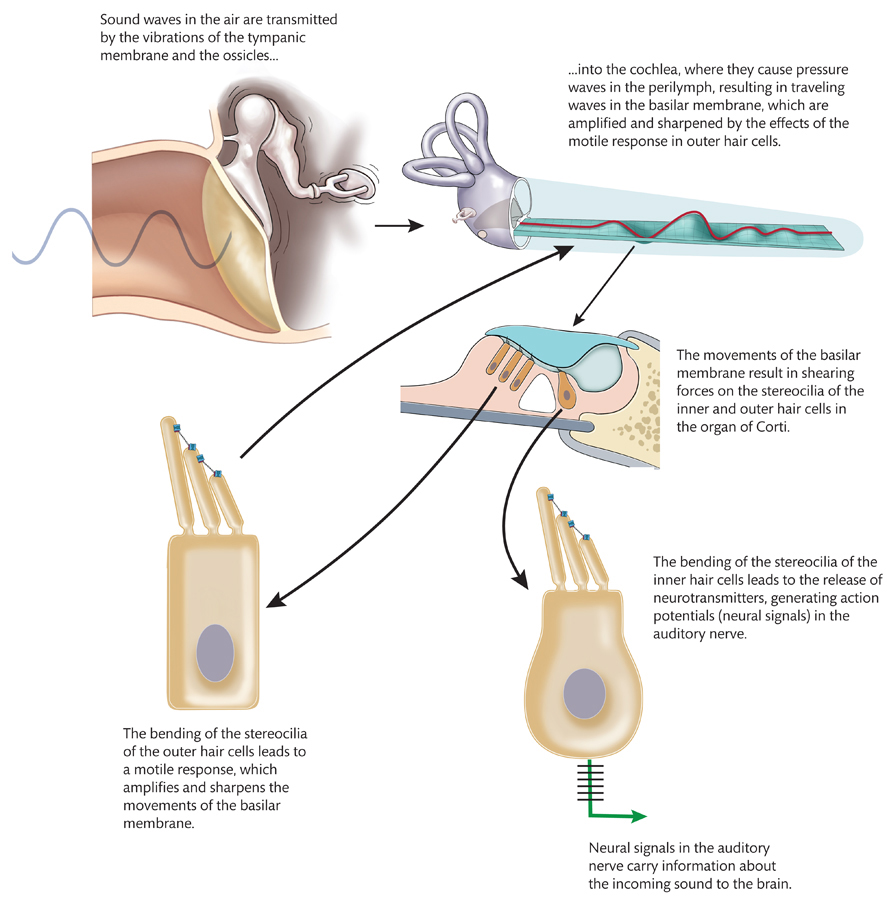 Sound waves in the air are transmitted
by the vibrations of the tympanic
membrane and the ossicles...
...into the cochlea, where they cause pressure
waves in the perilymph, resulting in traveling
waves in the basilar membrane, which are
amplified and sharpened by the effects of the
motile response in outer hair cells.
The movements of the basilar
membrane result in shearing
forces on the stereocilia of the
inner and outer hair cells in
the organ of Corti.
The bending of the stereocilia of the
inner hair cells leads to the release of
neurotransmitters, generating action
potentials (neural signals) in the
auditory nerve.
The bending of the stereocilia
of the outer hair cells leads to
a motile response, which
amplifies and sharpens the
movements of the basilar
membrane.
Neural signals in the auditory
nerve carry information about
the incoming sound to the brain.